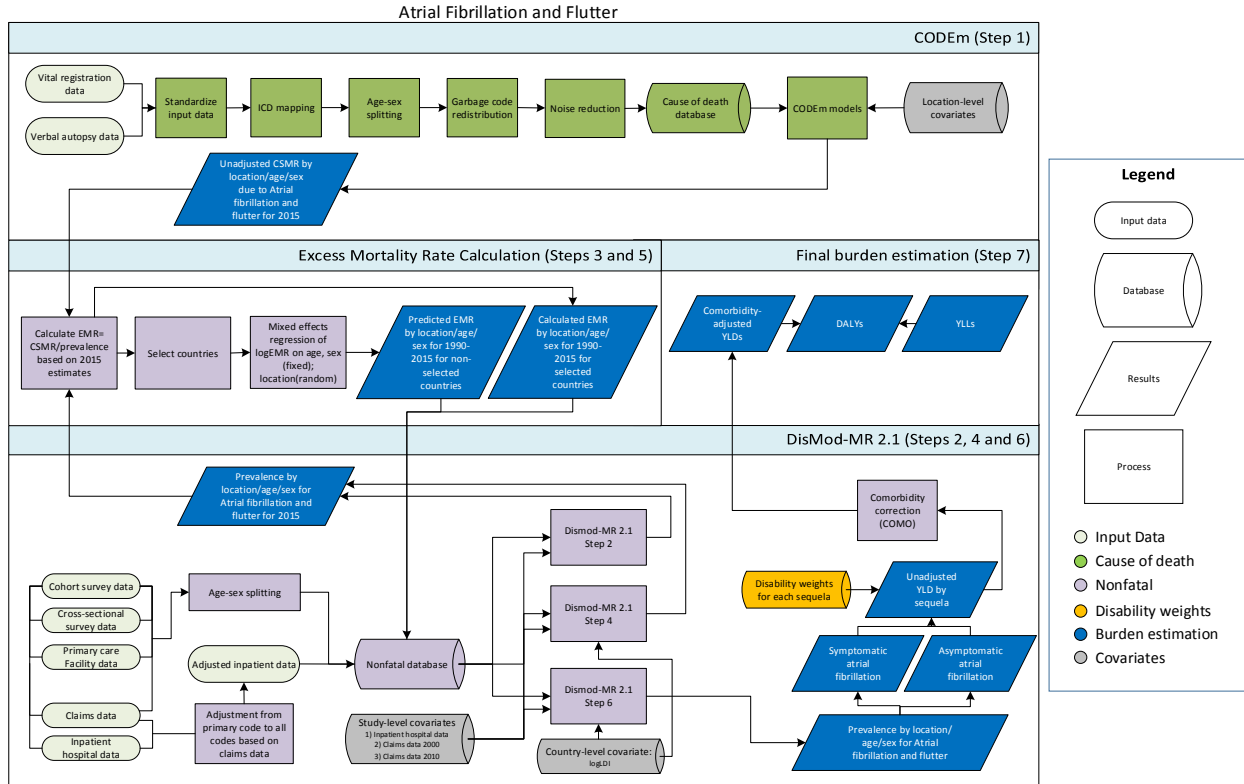 Atrial Fibrillation and Flutter
CODEm (Step 1)
Vital registration
data
Verbal autopsy data
Standardize
input data
ICD mapping
Age-sex
splitting
Garbage code
redistribution
Noise reduction
Cause of death
database
CODEm models
Location-level
covariates
Unadjusted CSMR by
location/age/sex
due to Atrial
fibrillation and
flutter for 2015
Excess Mortality Rate Calculation (Steps 3 and 5)
Calculate EMR=
CSMR/prevalence
based on 2015
estimates
Select countries
Mixed effects
regression of
logEMR on age, sex
(fixed);
location(random)
Predicted EMR
by location/age/
sex for 1990-
2015 for non-
selected
countries
Calculated EMR
by location/age/
sex for 1990-
2015 for
selected
countries
Final burden estimation (Step 7)
Comorbidity-
adjusted
YLDs
DALYs
YLLs
DisMod-MR 2.1 (Steps 2, 4 and 6)
Prevalence by
location/age/sex for
Atrial fibrillation and
flutter for 2015
Cohort survey data
Cross-sectional
survey data
Primary care
Facility data
Claims data
Inpatient
hospital data
Age-sex splitting
Adjusted inpatient data
Adjustment from
primary code to all
codes based on
claims data
Nonfatal database
Study-level covariates
1) Inpatient hospital data
2) Claims data 2000
3) Claims data 2010
Dismod-MR 2.1
Step 2
Dismod-MR 2.1
Step 4
Dismod-MR 2.1
Step 6
Country-level covariate:
logLDI
Comorbidity
correction
(COMO)
Disability weights
for each sequela
Unadjusted
YLD by
sequela
Symptomatic
atrial
fibrillation
Asymptomatic
atrial
fibrillation
Prevalence by location/
age/sex for Atrial
fibrillation and flutter
Legend
Input data
Database
Results
Process
Input Data
Cause of death
Nonfatal
Disability weights
Burden estimation
Covariates